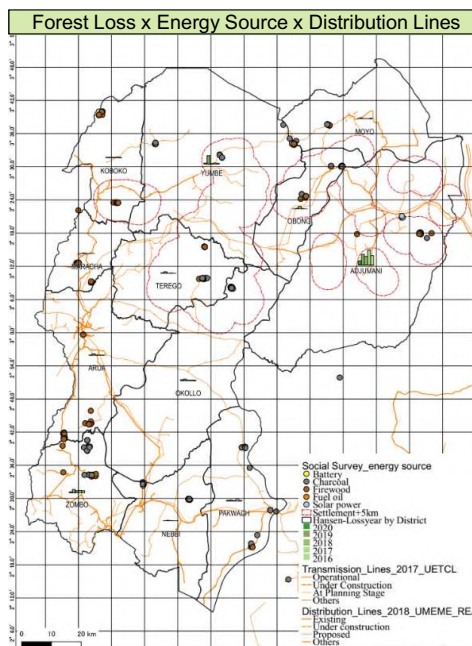 Forest Loss x Energy Source x Distribution Lines
MOYO
KOBOKO
YUMBE
OBONGI
ADJUMANI
MARACHA
TEREGO
ARUA
OKOLLO
ZOMBO
NEBBI
PAKWACH
Social Survey_energy source
Battery
Charcoal
Firewood
Fuel oil
Solar power
Settlement+5km
Hansen-Lossyear by District
2020
2019
2018
2017
2016
Transmission_Lines_2017_UETCL
Operational
Under Construction
At Planning Stage
Others
Distribution_Lines_2018_UMEME_REA
Existing
Under construction
Proposed
Others
0 10 20 km